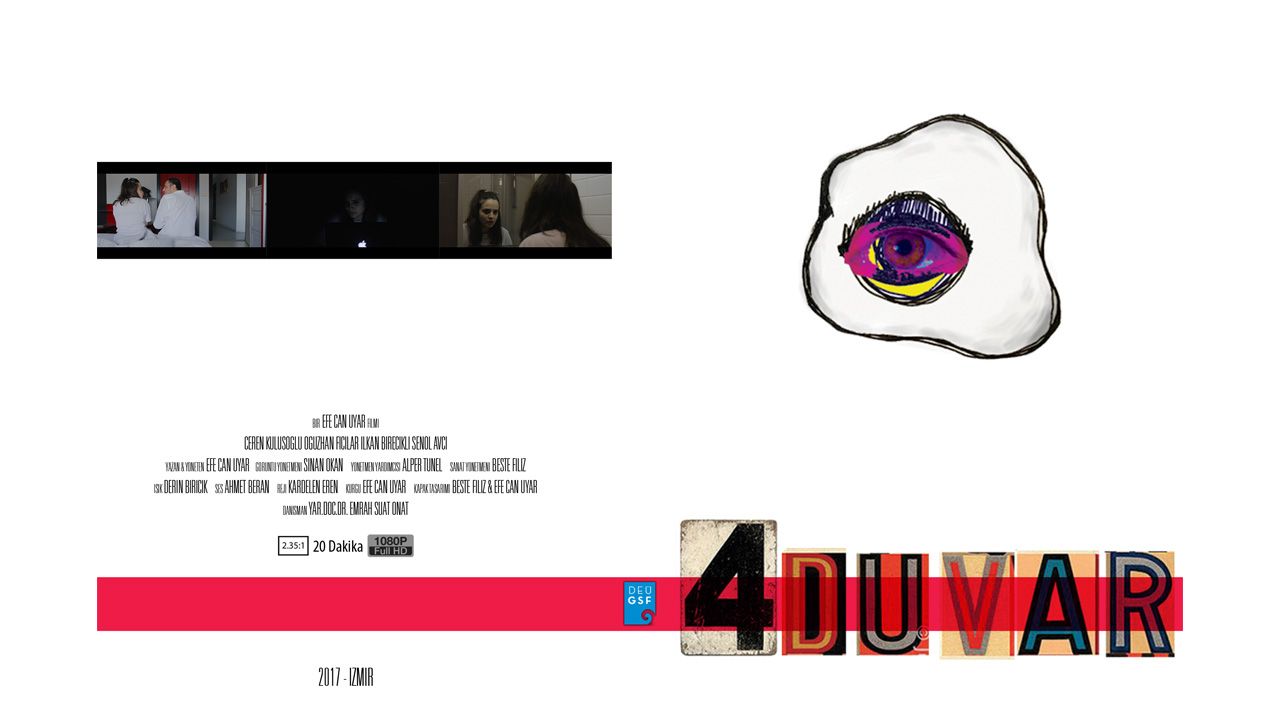 BIR EFE CAN UYAR FILMI
CEREN KULUSOGLU OGUZHAN FICILAR ILKAN BIRECIKLI SENOL AVCI
YAZAN & YONETEN EFE CAN UYAR GORUNTU YONETMENI SINAN OKAN YONETMEN YARDIMCISI ALPER TUNEL SANAT YONETMENI BESTE FILIZ
ISIK DERIN BIRICIK SES AHMET BERAN REJI KARDELEN EREN KURGU EFE CAN UYAR KAPAK TASARIMI BESTE FILIZ & EFE CAN UYAR
DANISMAN YAR.DOC.DR. EMRAH SUAT ONAT
2.35:1 20 Dakika 1080P Full HD
DEÜ
GSF
4 DUVAR
2017 - IZMIR